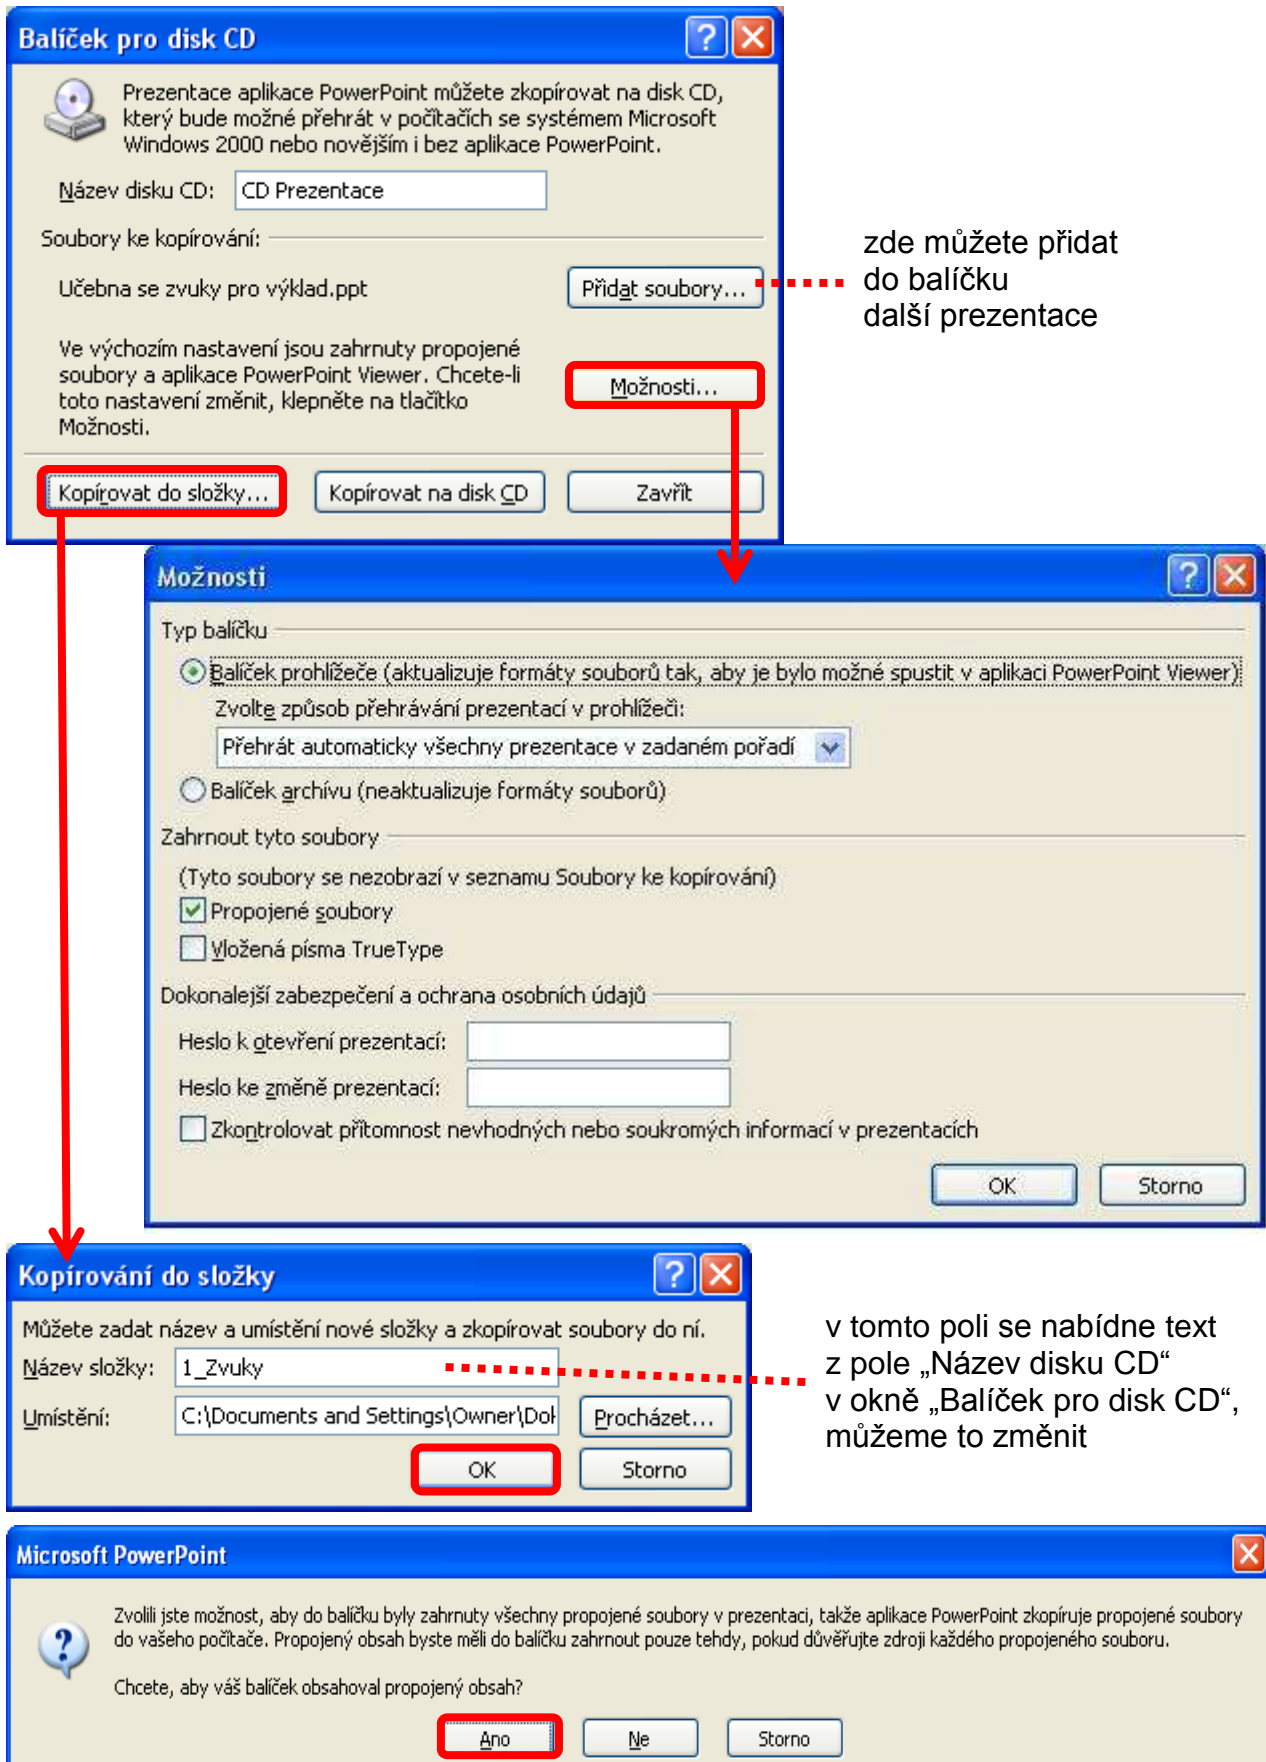 Balíček pro disk CD
Prezentace aplikace PowerPoint můžete zkopírovat na disk CD,
který bude možné přehrát v počítačích se systémem Microsoft
Windows 2000 nebo novějším i bez aplikace PowerPoint.
Název disku CD: CD Prezentace
Soubory ke kopírování:
Učebna se zvuky pro výklad.ppt
Přidat soubory...
zde můžete přidat
do balíčku
další prezentace
Ve výchozím nastavení jsou zahrnuty propojené
soubory a aplikace PowerPoint Viewer. Chcete-li
toto nastavení změnit, klepněte na tlačítko
Možnosti.
Možnosti...
Kopírovat do složky... Kopírovat na disk CD Zavřít
Možnosti
Typ balíčku
Balíček prohlížeče (aktualizuje formáty souborů tak, aby je bylo možné spustit v aplikaci PowerPoint Viewer)
Zvolte způsob přehrávání prezentací v prohlížeči:
Přehrát automaticky všechny prezentace v zadaném pořadí
Balíček archívu (neaktualizuje formáty souborů)
Zahrnout tyto soubory
(Tyto soubory se nezobrazí v seznamu Soubory ke kopírování)
Propojené soubory
Vložená písma TrueType
Dokonalejší zabezpečení a ochrana osobních údajů
Heslo k otevření prezentací:
Heslo ke změně prezentací:
Zkontrolovat přítomnost nevhodných nebo soukromých informací v prezentacích
OK Storno
Kopírování do složky
Můžete zadat název a umístění nové složky a zkopírovat soubory do ní.
Název složky: 1_Zvuky
Umístění: C:\Documents and Settings\Owner\Dok Procházet...
OK Storno
v tomto poli se nabídne text
z pole „Název disku CD“
v okně „Balíček pro disk CD“,
můžeme to změnit
Microsoft PowerPoint
Zvolili jste možnost, aby do balíčku byly zahrnuty všechny propojené soubory v prezentaci, takže aplikace PowerPoint zkopíruje propojené soubory
do vašeho počítače. Propojený obsah byste měli do balíčku zahrnout pouze tehdy, pokud důvěřujte zdroji každého propojeného souboru.
Chcete, aby váš balíček obsahoval propojený obsah?
Ano Ne Storno